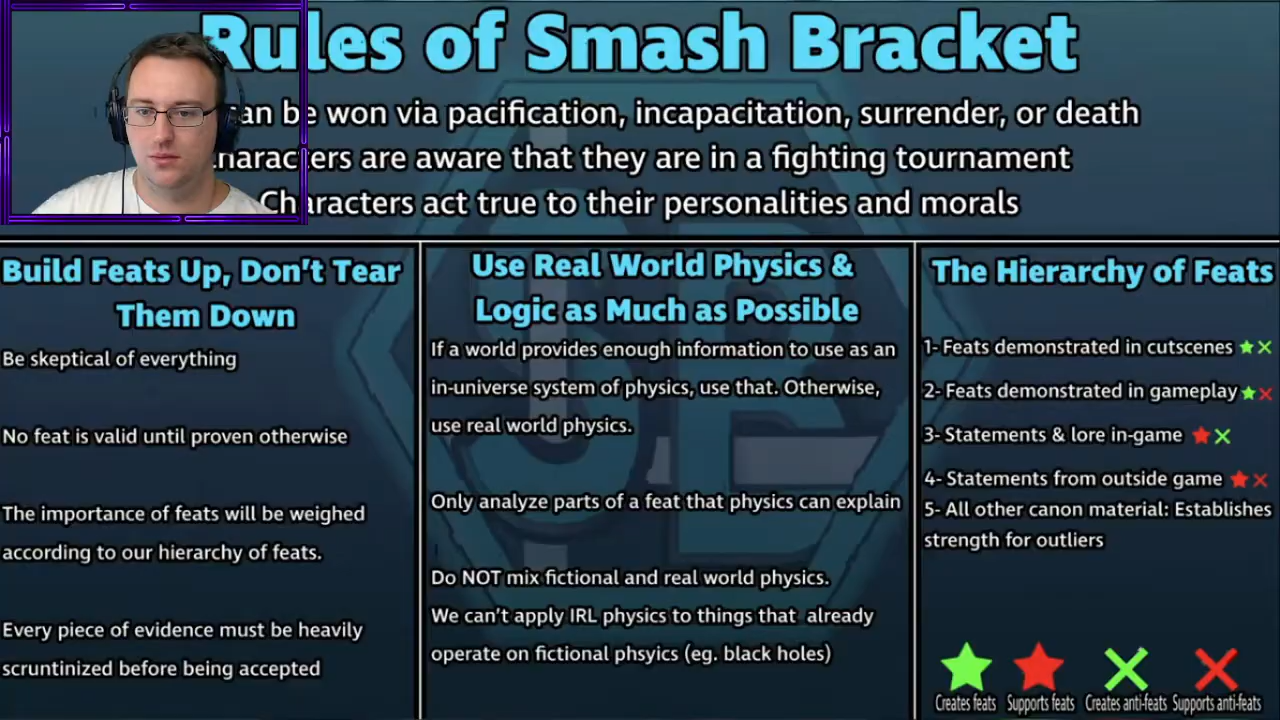 Rules of Smash Bracket
an be won via pacification, incapacitation, surrender, or death
haracters are aware that they are in a fighting tournament
Characters act true to their personalities and morals
Build Feats Up, Don't Tear
Them Down
Be skeptical of everything
No feat is valid until proven otherwise
The importance of feats will be weighed
according to our hierarchy of feats.
Every piece of evidence must be heavily
scruntinized before being accepted
Use Real World Physics &
Logic as Much as Possible
If a world provides enough information to use as an
in-universe system of physics, use that. Otherwise,
use real world physics.
Only analyze parts of a feat that physics can explain
Do NOT mix fictional and real world physics.
We can't apply IRL physics to things that already
operate on fictional phsyics (eg. black holes)
The Hierarchy of Feats
1- Feats demonstrated in cutscenes
2- Feats demonstrated in gameplay
3- Statements & lore in-game
4- Statements from outside game
5- All other canon material: Establishes
strength for outliers
Creates feats Supports feats Creates anti-feats Supports anti-feats